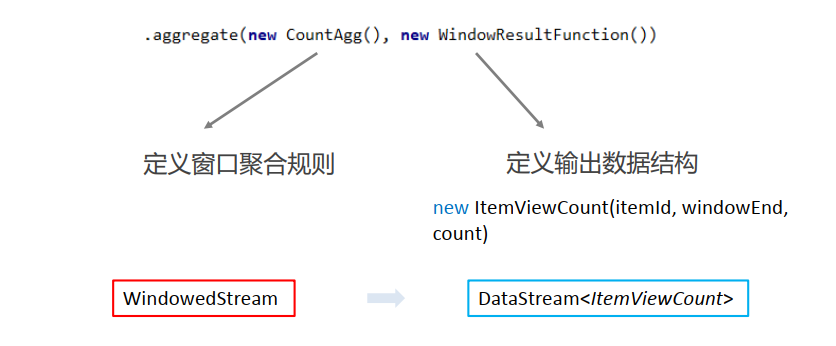 .aggregate(new CountAgg(), new WindowResultFunction())
定义窗口聚合规则
定义输出数据结构
new ItemViewCount(itemId, windowEnd,
count)
WindowedStream
DataStream<ItemViewCount>